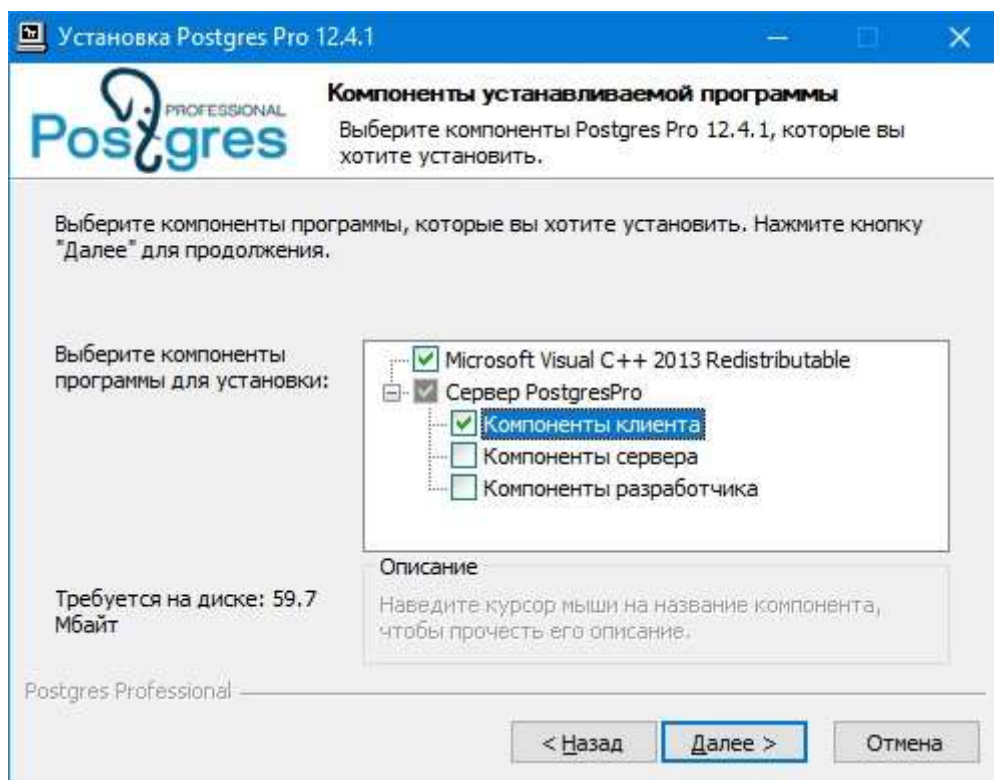 Установка Postgres Pro 12.4.1
PROFESSIONAL
Postgres
Компоненты устанавливаемой программы
Выберите компоненты Postgres Pro 12.4.1, которые вы
хотите установить.
Выберите компоненты программы, которые вы хотите установить. Нажмите кнопку
"Далее" для продолжения.
Выберите компоненты
программы для установки:
Microsoft Visual C++ 2013 Redistributable
Сервер PostgresPro
Компоненты клиента
Компоненты сервера
Компоненты разработчика
Требуется на диске: 59.7
Мбайт
Описание
Наведите курсор мыши на название компонента,
чтобы прочесть его описание.
Postgres Professional
< Назад
Далее >
Отмена